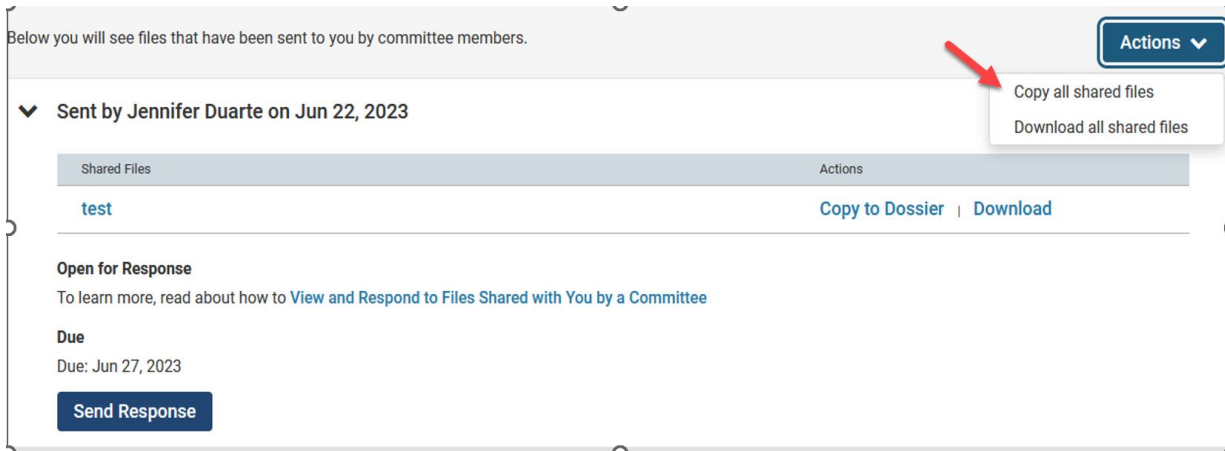 Below you will see files that have been sent to you by committee members.
Actions
Copy all shared files
Download all shared files
Sent by Jennifer Duarte on Jun 22, 2023
Shared Files Actions
test Copy to Dossier | Download
Open for Response
To learn more, read about how to View and Respond to Files Shared with You by a Committee
Due
Due: Jun 27, 2023
Send Response